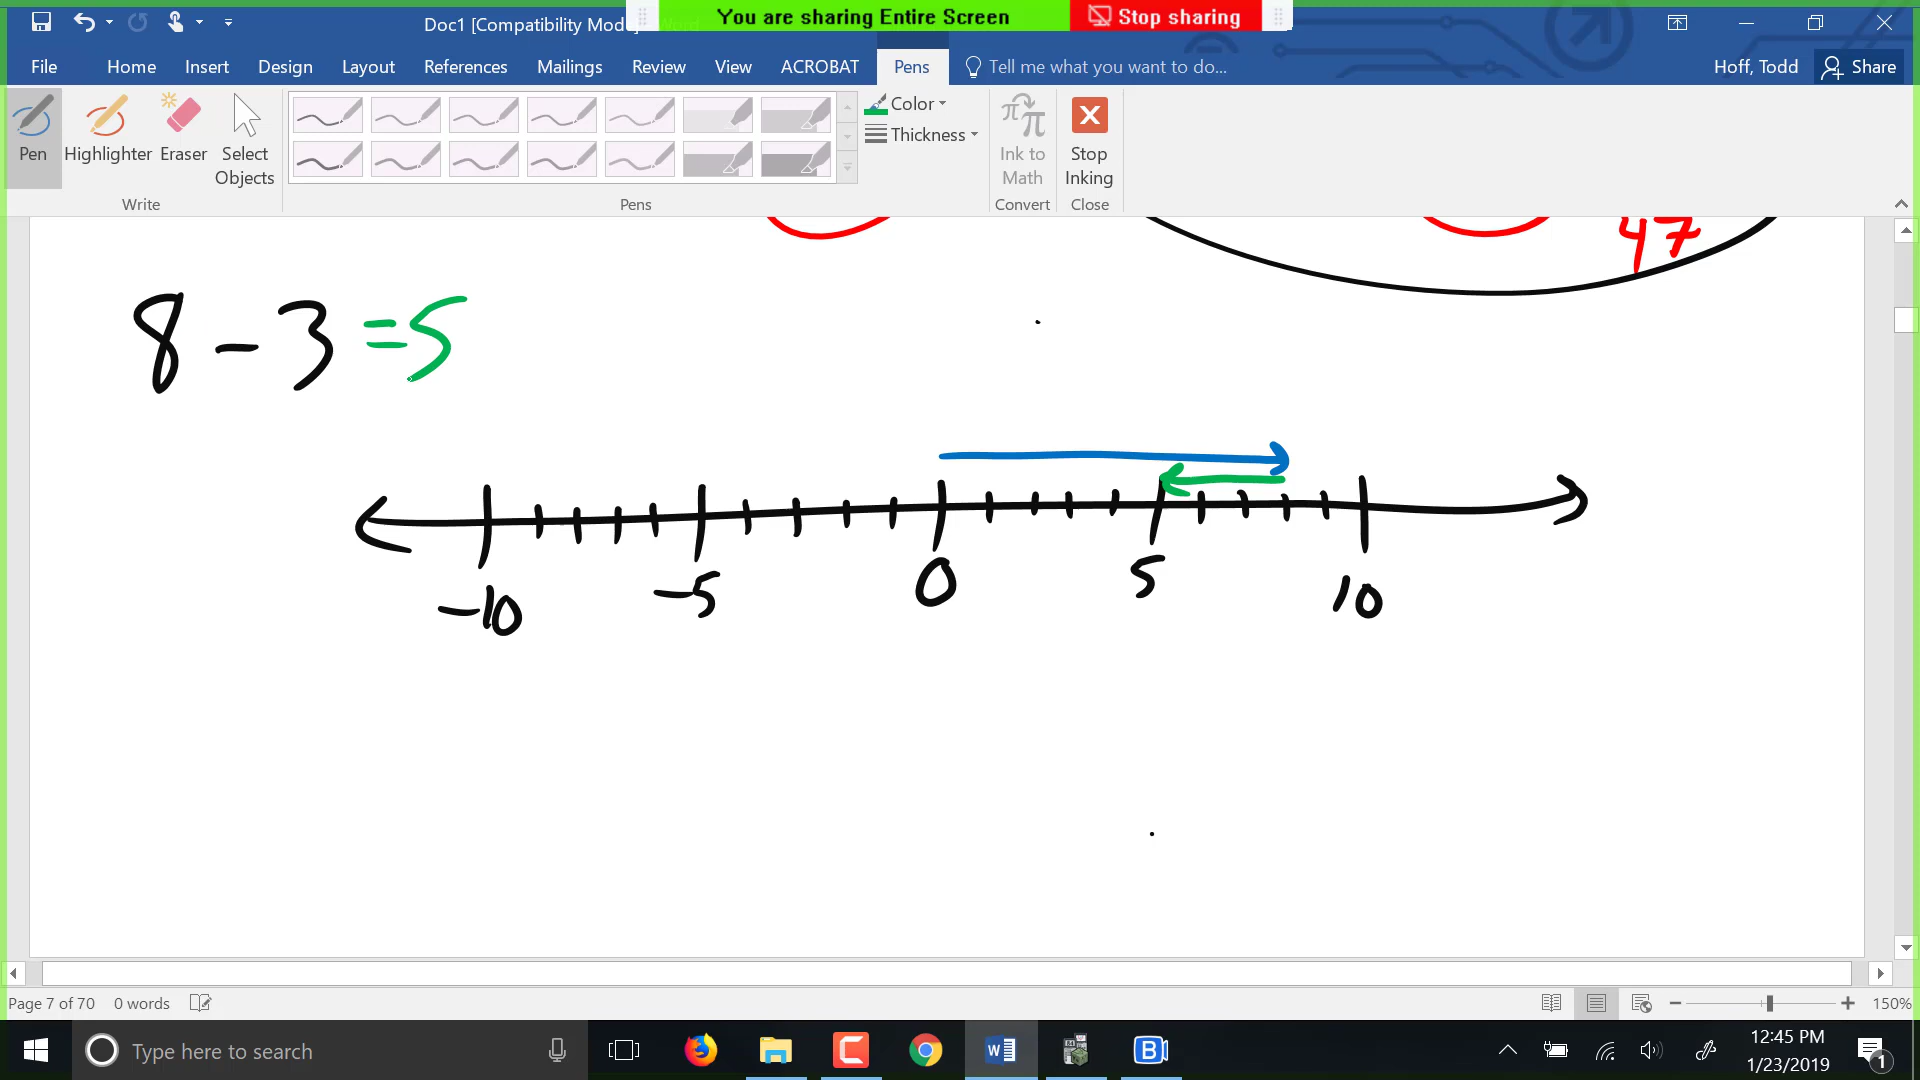 You are sharing Entire Screen Stop sharing
Doc1 [Compatibility Mod
File Home Insert Design Layout References Mailings Review View ACROBAT Pens Tell me what you want to do... Hoff, Todd Share
Pen Highlighter Eraser Select Objects
Color
Thickness
Ink to Math
Stop Inking
Write Pens Convert Close
47
8 - 3 = 5
-10 -5 0 5 10
Page 7 of 70 0 words 150%
Type here to search
12:45 PM
1/23/2019
1